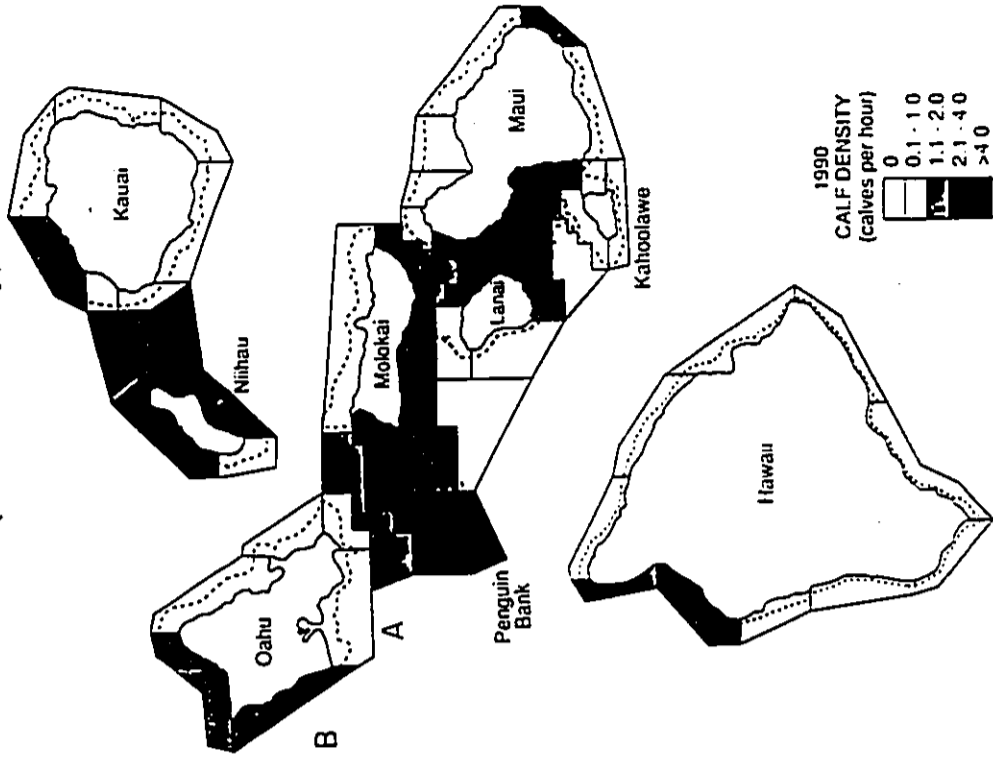 Kauai
Niihau
Oahu
A
B
Molokai
Maui
Lanai
Kahoolawe
Penguin
Bank
Hawaii
1990
CALF DENSITY
(calves per hour)
0
0.1 - 1 0
1.1 - 2.0
2.1 - 4 0
>4 0